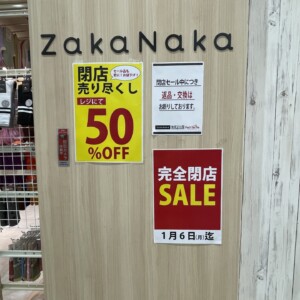 ZakaNaka
閉店
売り尽くし
レジにて
50
%OFF
閉店セール中につき
返品・交換は
お断りしております。
完全閉店
SALE
1月6日(月)迄